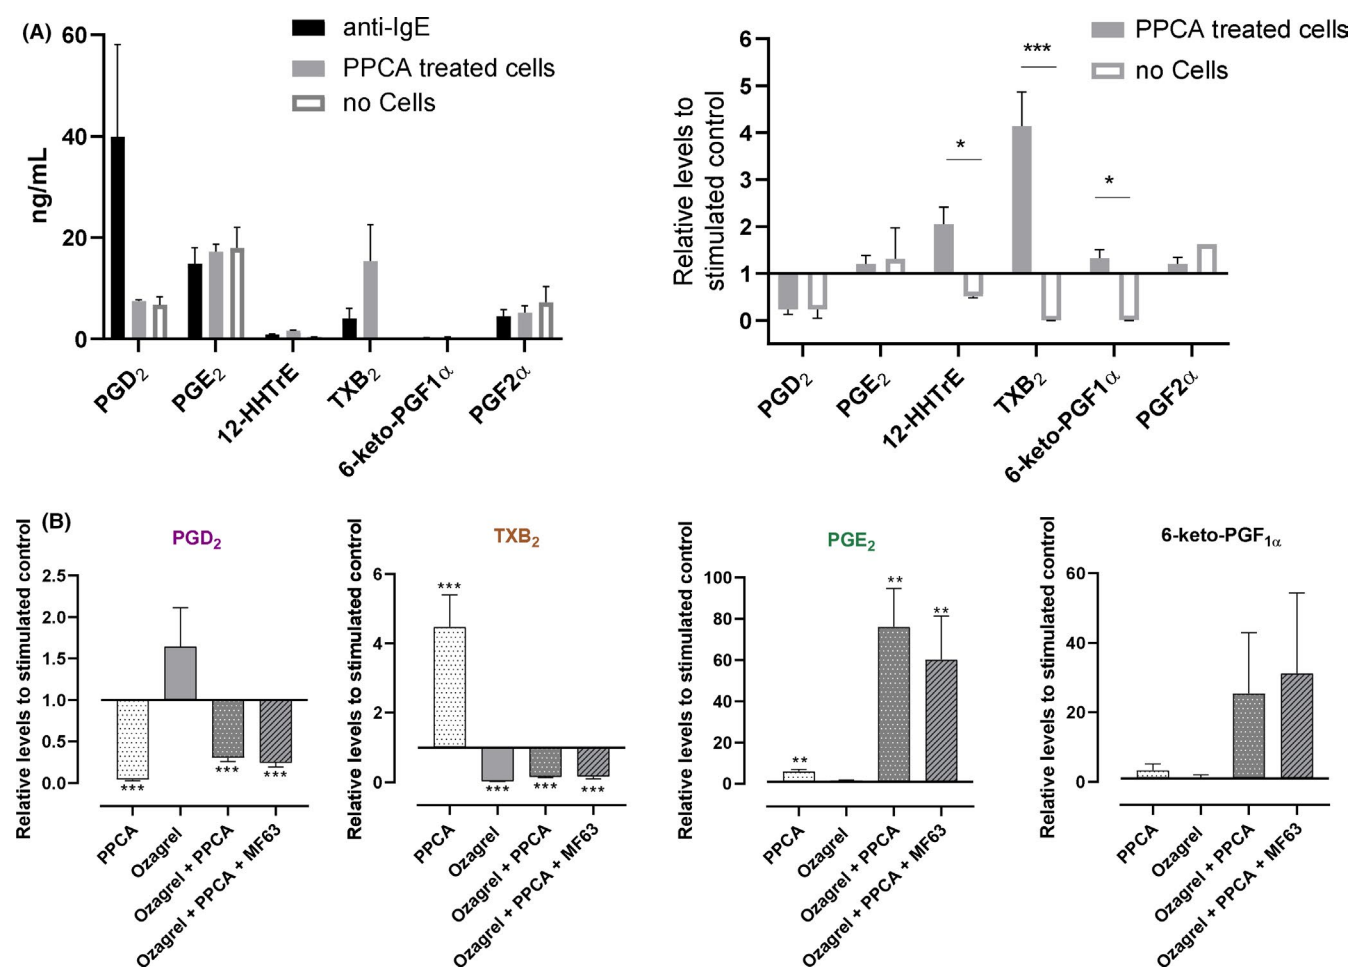 (A)
anti-IgE
PPCA treated cells
no Cells
ng/mL
60
40
20
0
PGD2
PGE2
12-HHTrE
TXB2
6-keto-PGF1α
PGF2α
PPCA treated cells
no Cells
Relative levels to
stimulated control
6
5
4
3
2
1
0
*
***
*
PGD2
PGE2
12-HHTrE
TXB2
6-keto-PGF1α
PGF2α
(B)
PGD2
Relative levels to stimulated control
2.5
2.0
1.5
1.0
0.5
0.0
***
***
***
PPCA
Ozagrel
Ozagrel + PPCA
Ozagrel + PPCA + MF63
TXB2
Relative levels to stimulated control
6
4
2
0
***
***
***
***
PPCA
Ozagrel
Ozagrel + PPCA
Ozagrel + PPCA + MF63
PGE2
Relative levels to stimulated control
100
80
60
40
20
0
**
**
**
PPCA
Ozagrel
Ozagrel + PPCA
Ozagrel + PPCA + MF63
6-keto-PGF1α
Relative levels to stimulated control
60
40
20
0
PPCA
Ozagrel
Ozagrel + PPCA
Ozagrel + PPCA + MF63